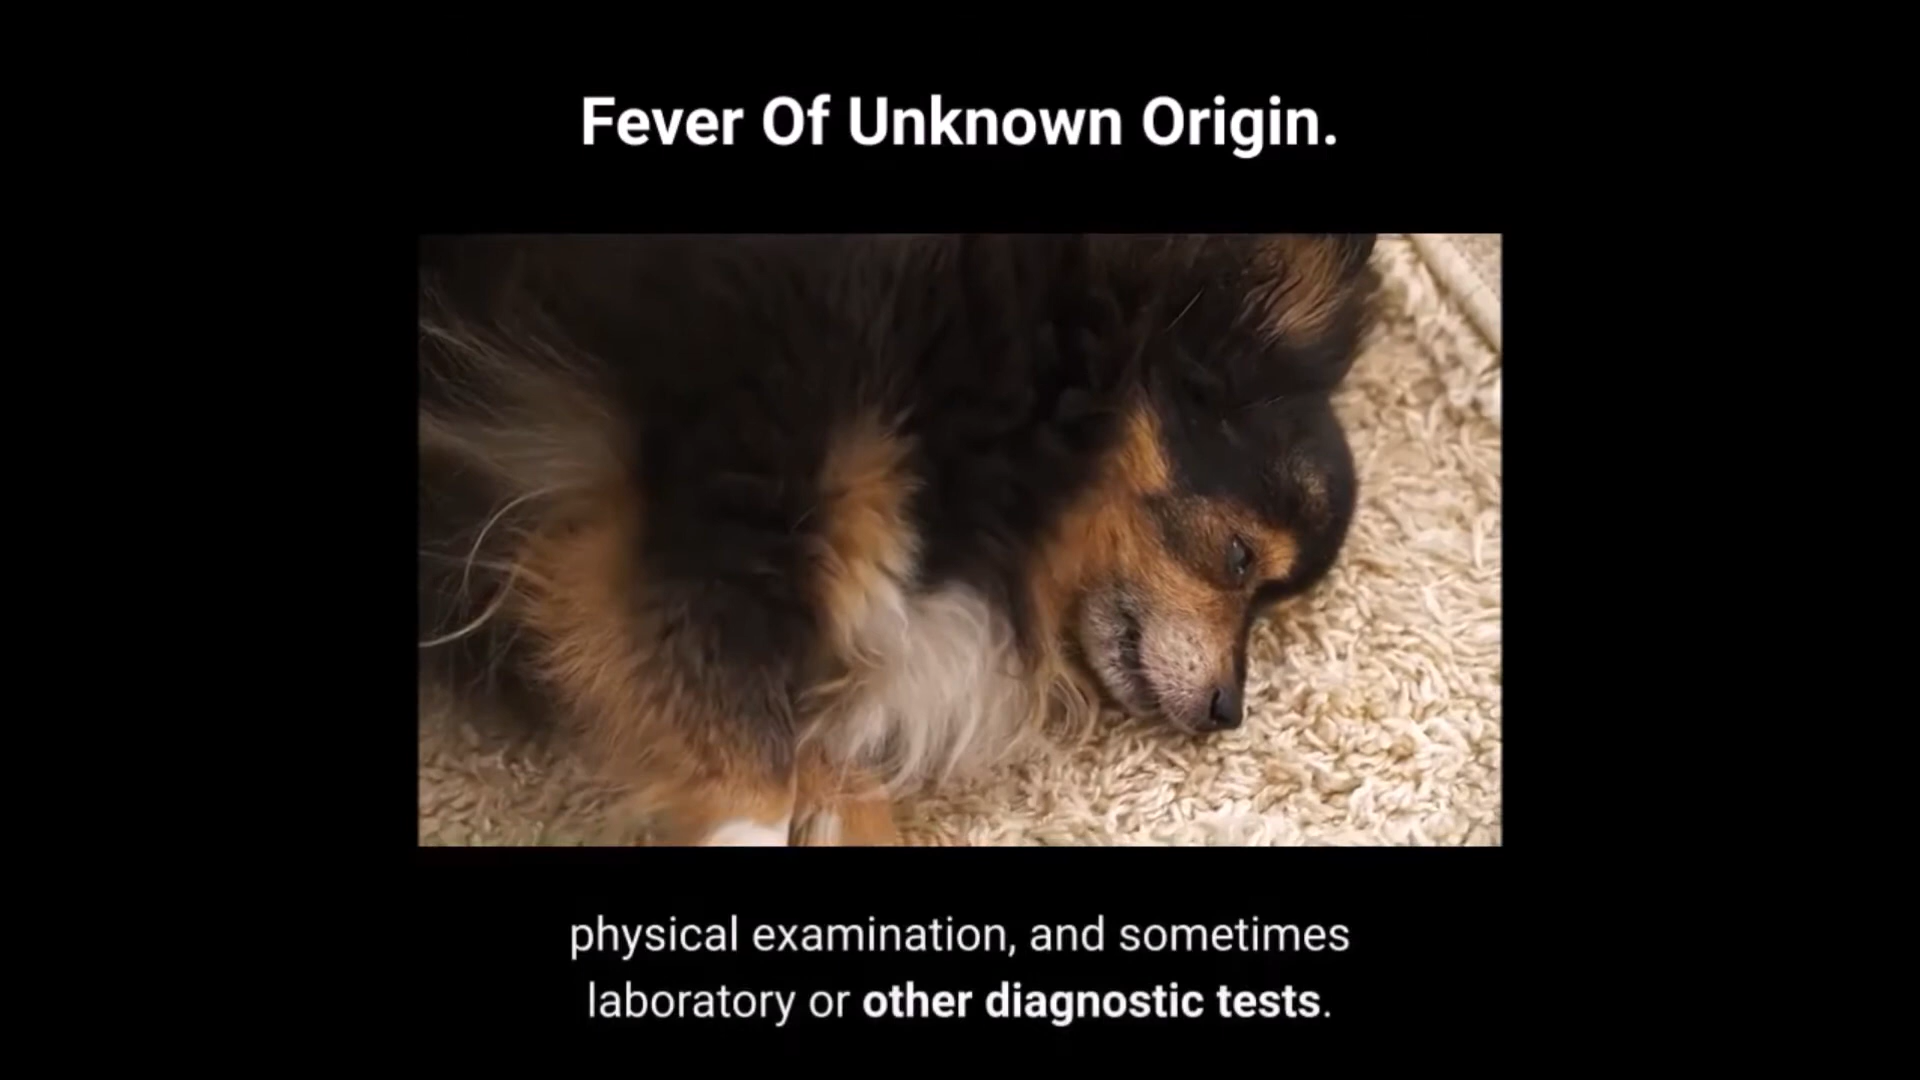 Fever Of Unknown Origin.
physical examination, and sometimes
laboratory or other diagnostic tests.